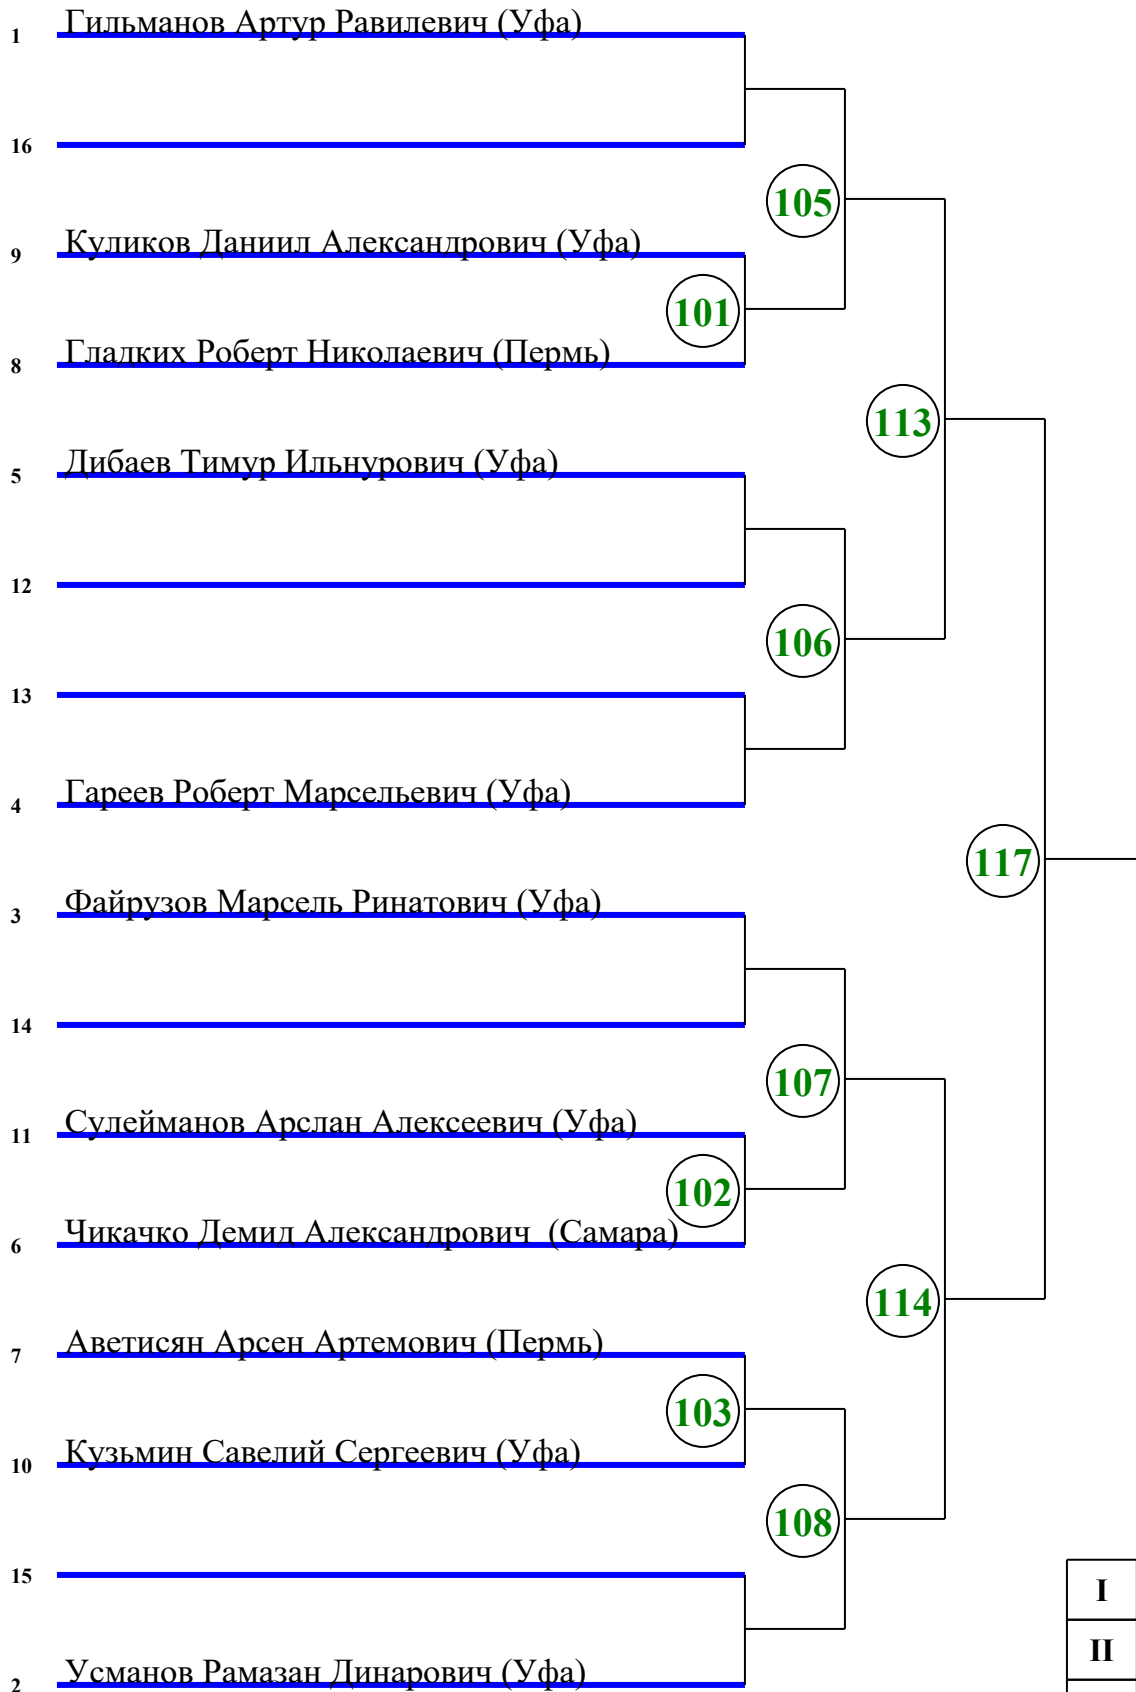 1 Гильманов Артур Равилевич (Уфа)
16
105
9 Куликов Даниил Александрович (Уфа)
101
8 Гладких Роберт Николаевич (Пермь)
113
5 Дибаев Тимур Ильнурович (Уфа)
12
106
13
4 Гареев Роберт Марсельевич (Уфа)
117
3 Файрузов Марсель Ринатович (Уфа)
14
107
11 Сулейманов Арслан Алексеевич (Уфа)
102
6 Чикачко Демид Александрович (Самара)
114
7 Аветисян Арсен Артемович (Пермь)
103
10 Кузьмин Савелий Сергеевич (Уфа)
108
15
I
II
2 Усманов Рамазан Динарович (Уфа)